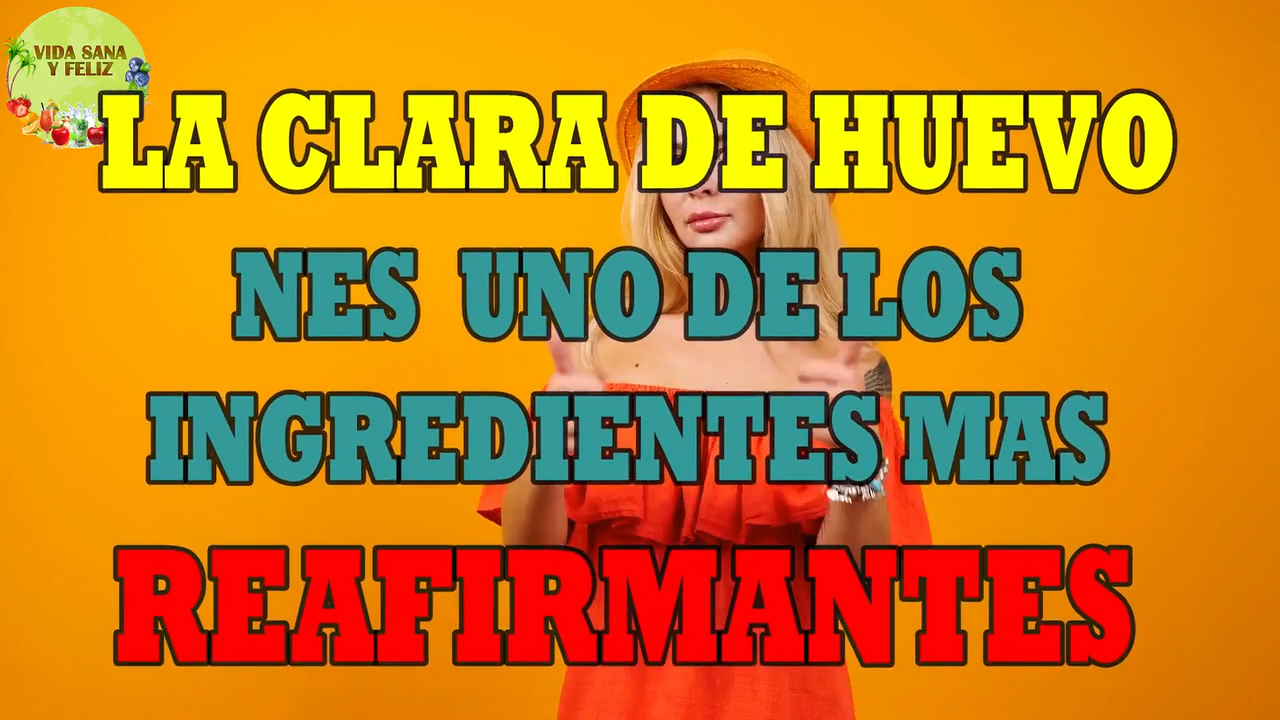 VIDA SANA
Y FELIZ
LA CLARA DE HUEVO
NES UNO DE LOS
INGREDIENTES MAS
REAFIRMANTES